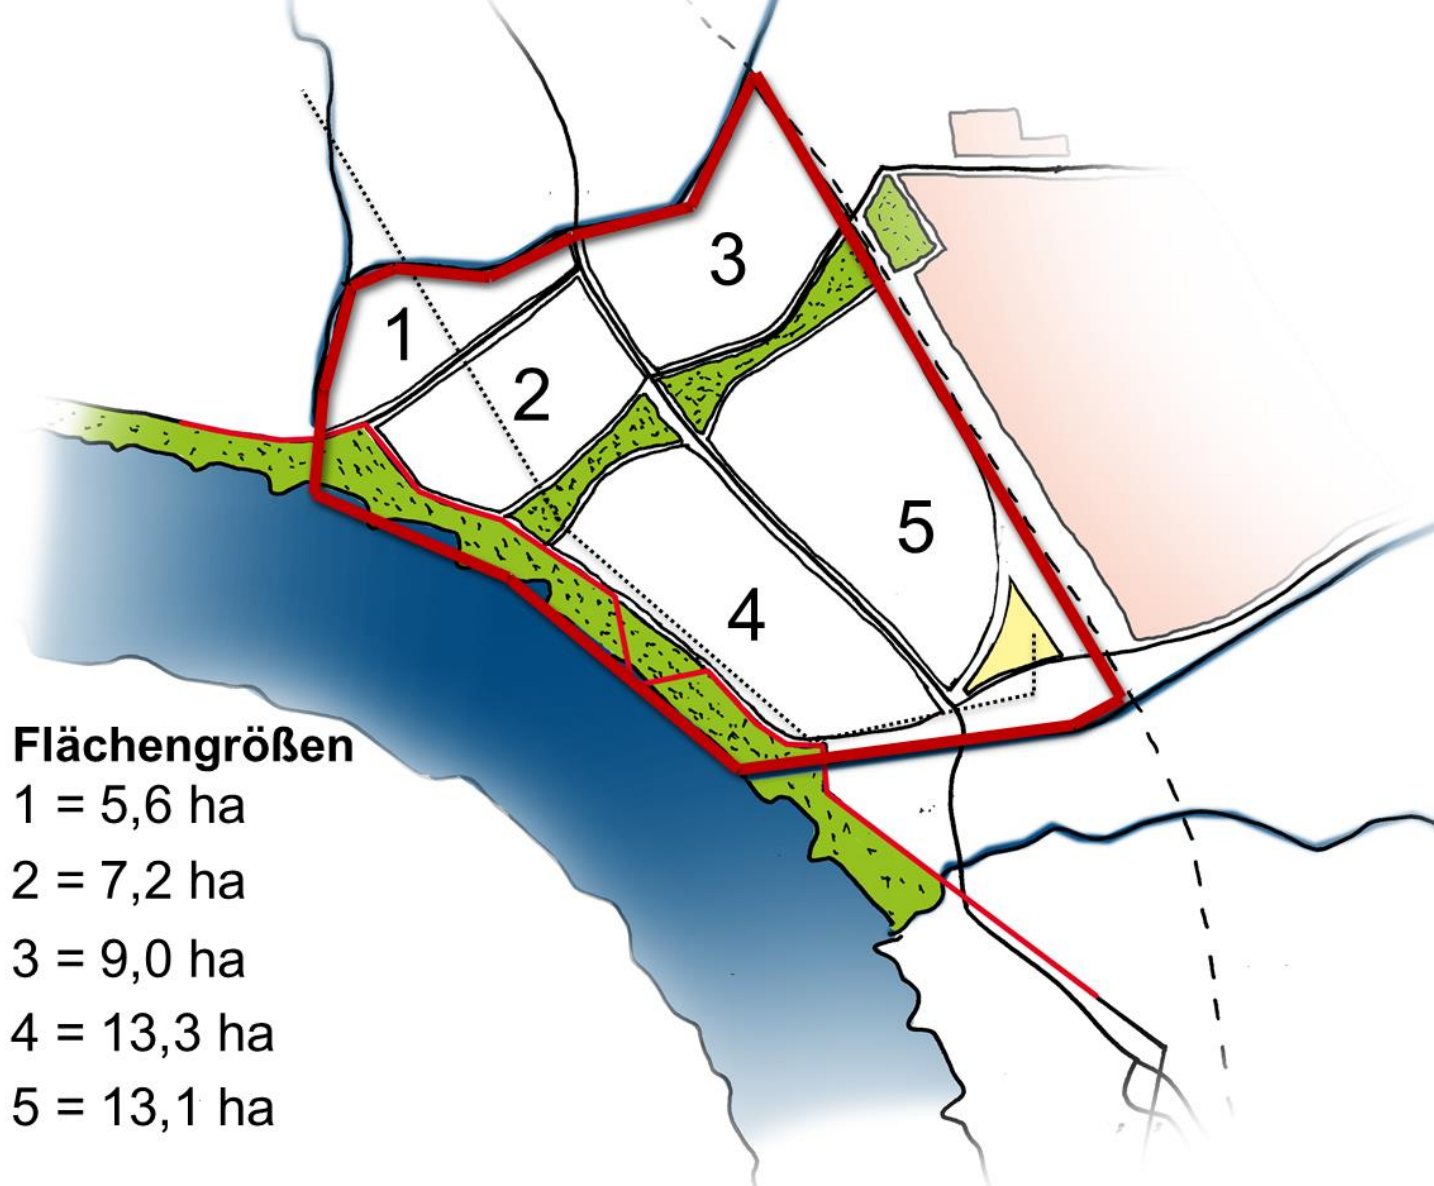 3
1
2
5
4
Flächengrößen
1 = 5,6 ha
2 = 7,2 ha
3 = 9,0 ha
4 = 13,3 ha
5 = 13,1 ha